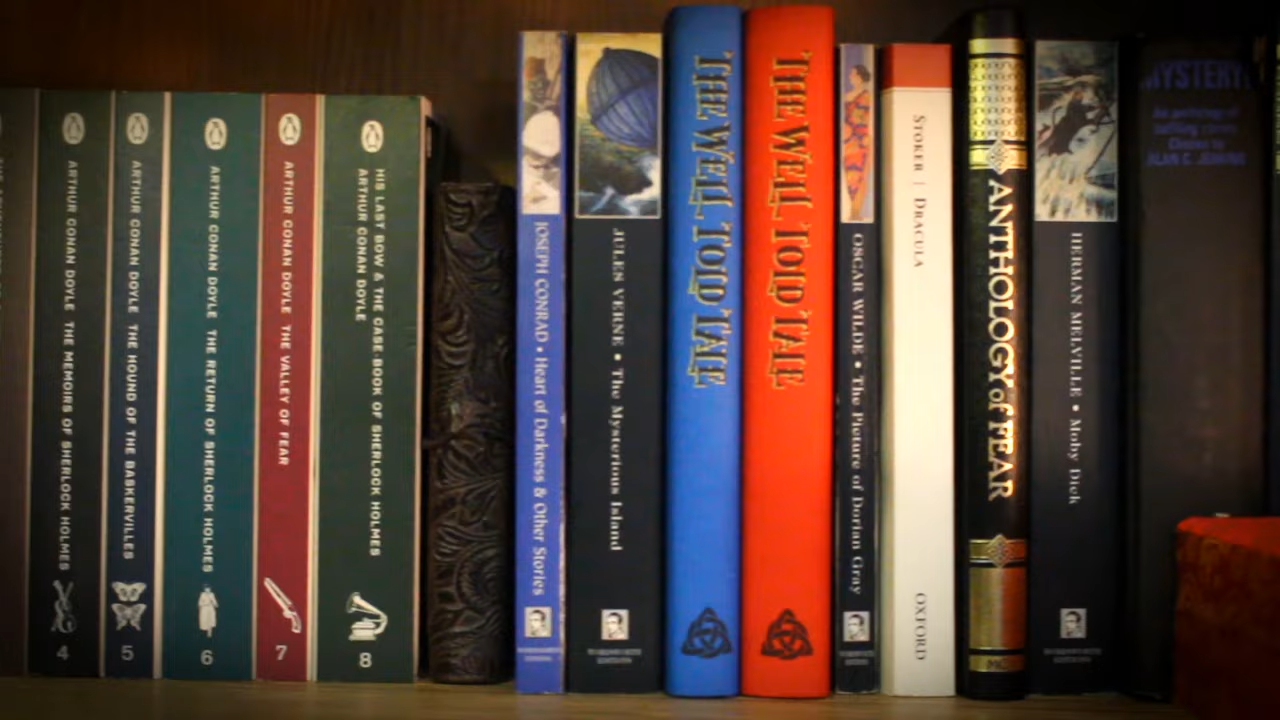 ARTHUR CONAN DOYLE THE MEMOIRS OF SHERLOCK HOLMES
4
ARTHUR CONAN DOYLE THE HOUND OF THE BASKERVILLES
5
ARTHUR CONAN DOYLE THE RETURN OF SHERLOCK HOLMES
6
ARTHUR CONAN DOYLE THE VALLEY OF FEAR
7
HIS LAST BOW & THE CASE-BOOK OF SHERLOCK HOLMES
ARTHUR CONAN DOYLE
8
JOSEPH CONRAD • Heart of Darkness & Other Stories
JULES VERNE • The Mysterious Island
WORDSWORTH
EDITIONS
THE WELL TOLD TALE
THE WELL TOLD TALE
OSCAR WILDE • The Picture of Dorian Gray
STOKER | DRACULA
OXFORD
ANTHOLOGY of FEAR
HERMAN MELVILLE • Moby Dick
WORDSWORTH
EDITIONS
MYSTERY